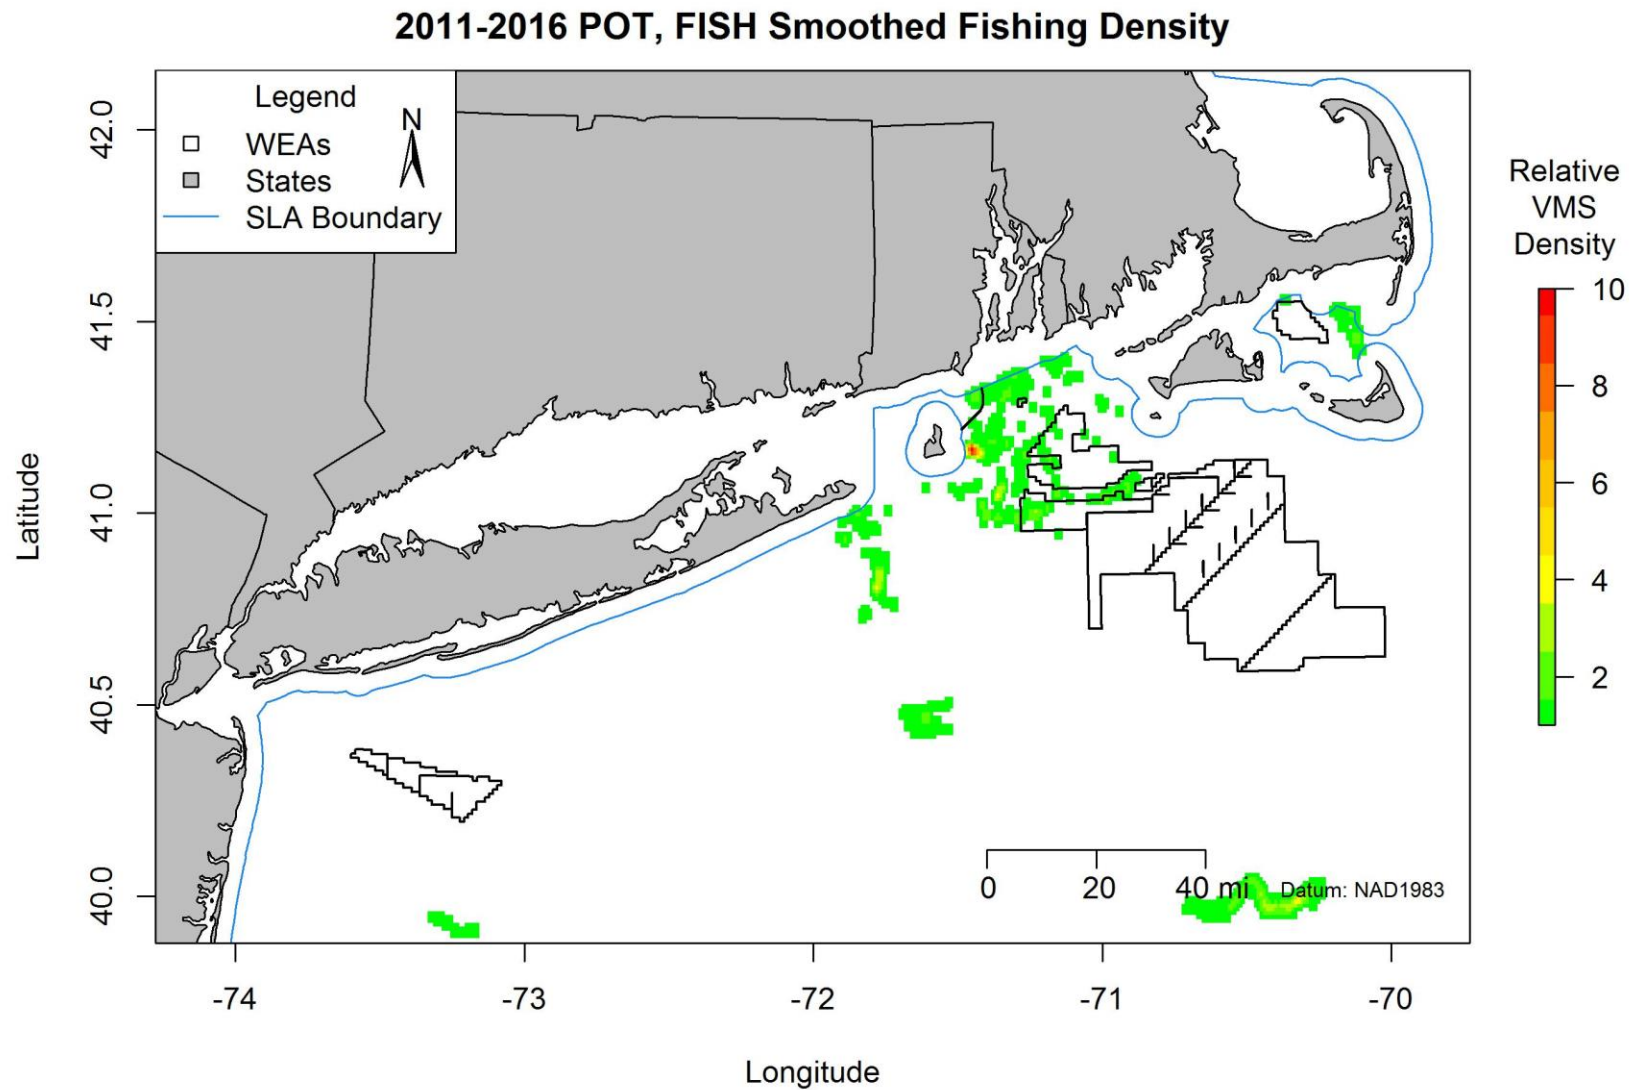 2011-2016 POT, FISH Smoothed Fishing Density
Legend
WEAs
States
SLA Boundary
N
Latitude
42.0
41.5
41.0
40.5
40.0
Relative
VMS
Density
10
8
6
4
2
0 20 40 mi
Datum: NAD1983
-74 -73 -72 -71 -70
Longitude